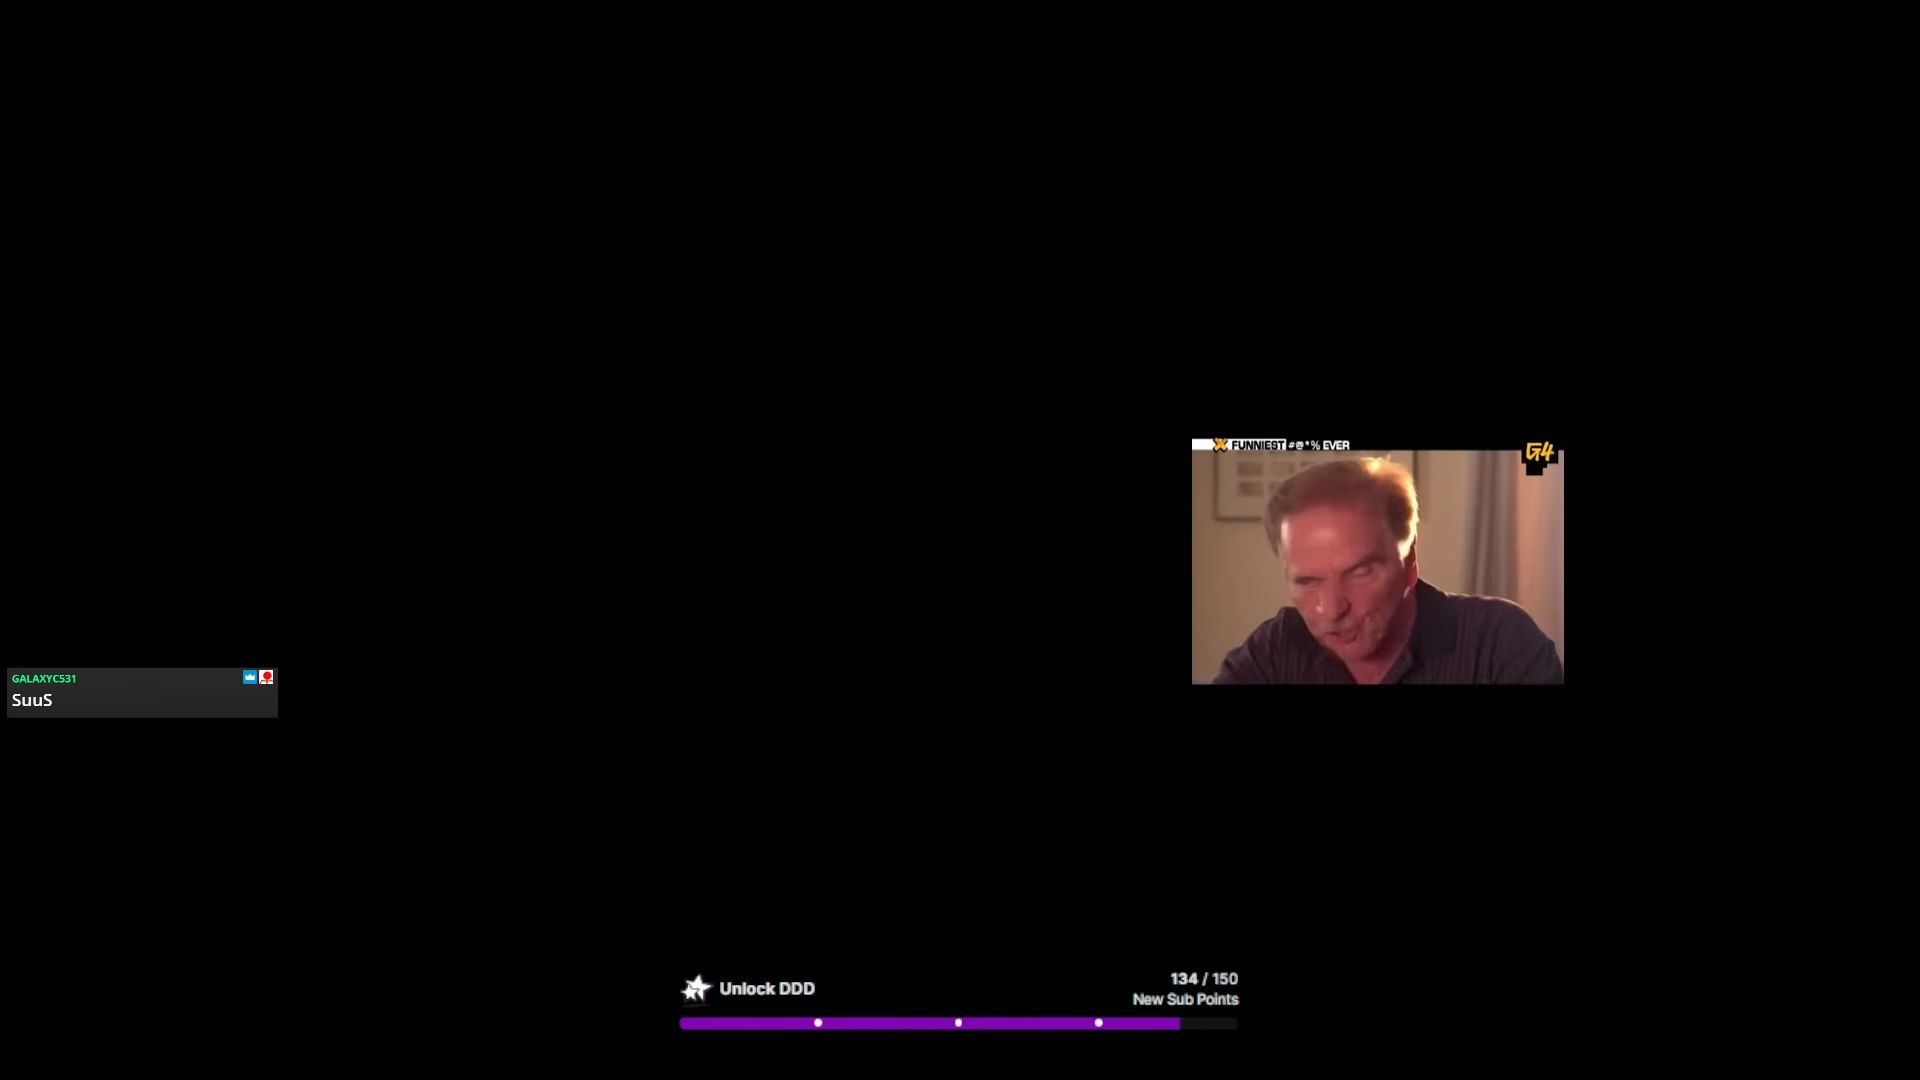 FUNNIEST #@*% EVER
G4
GALAXYC531
SuuS
Unlock DDD
134 / 150
New Sub Points